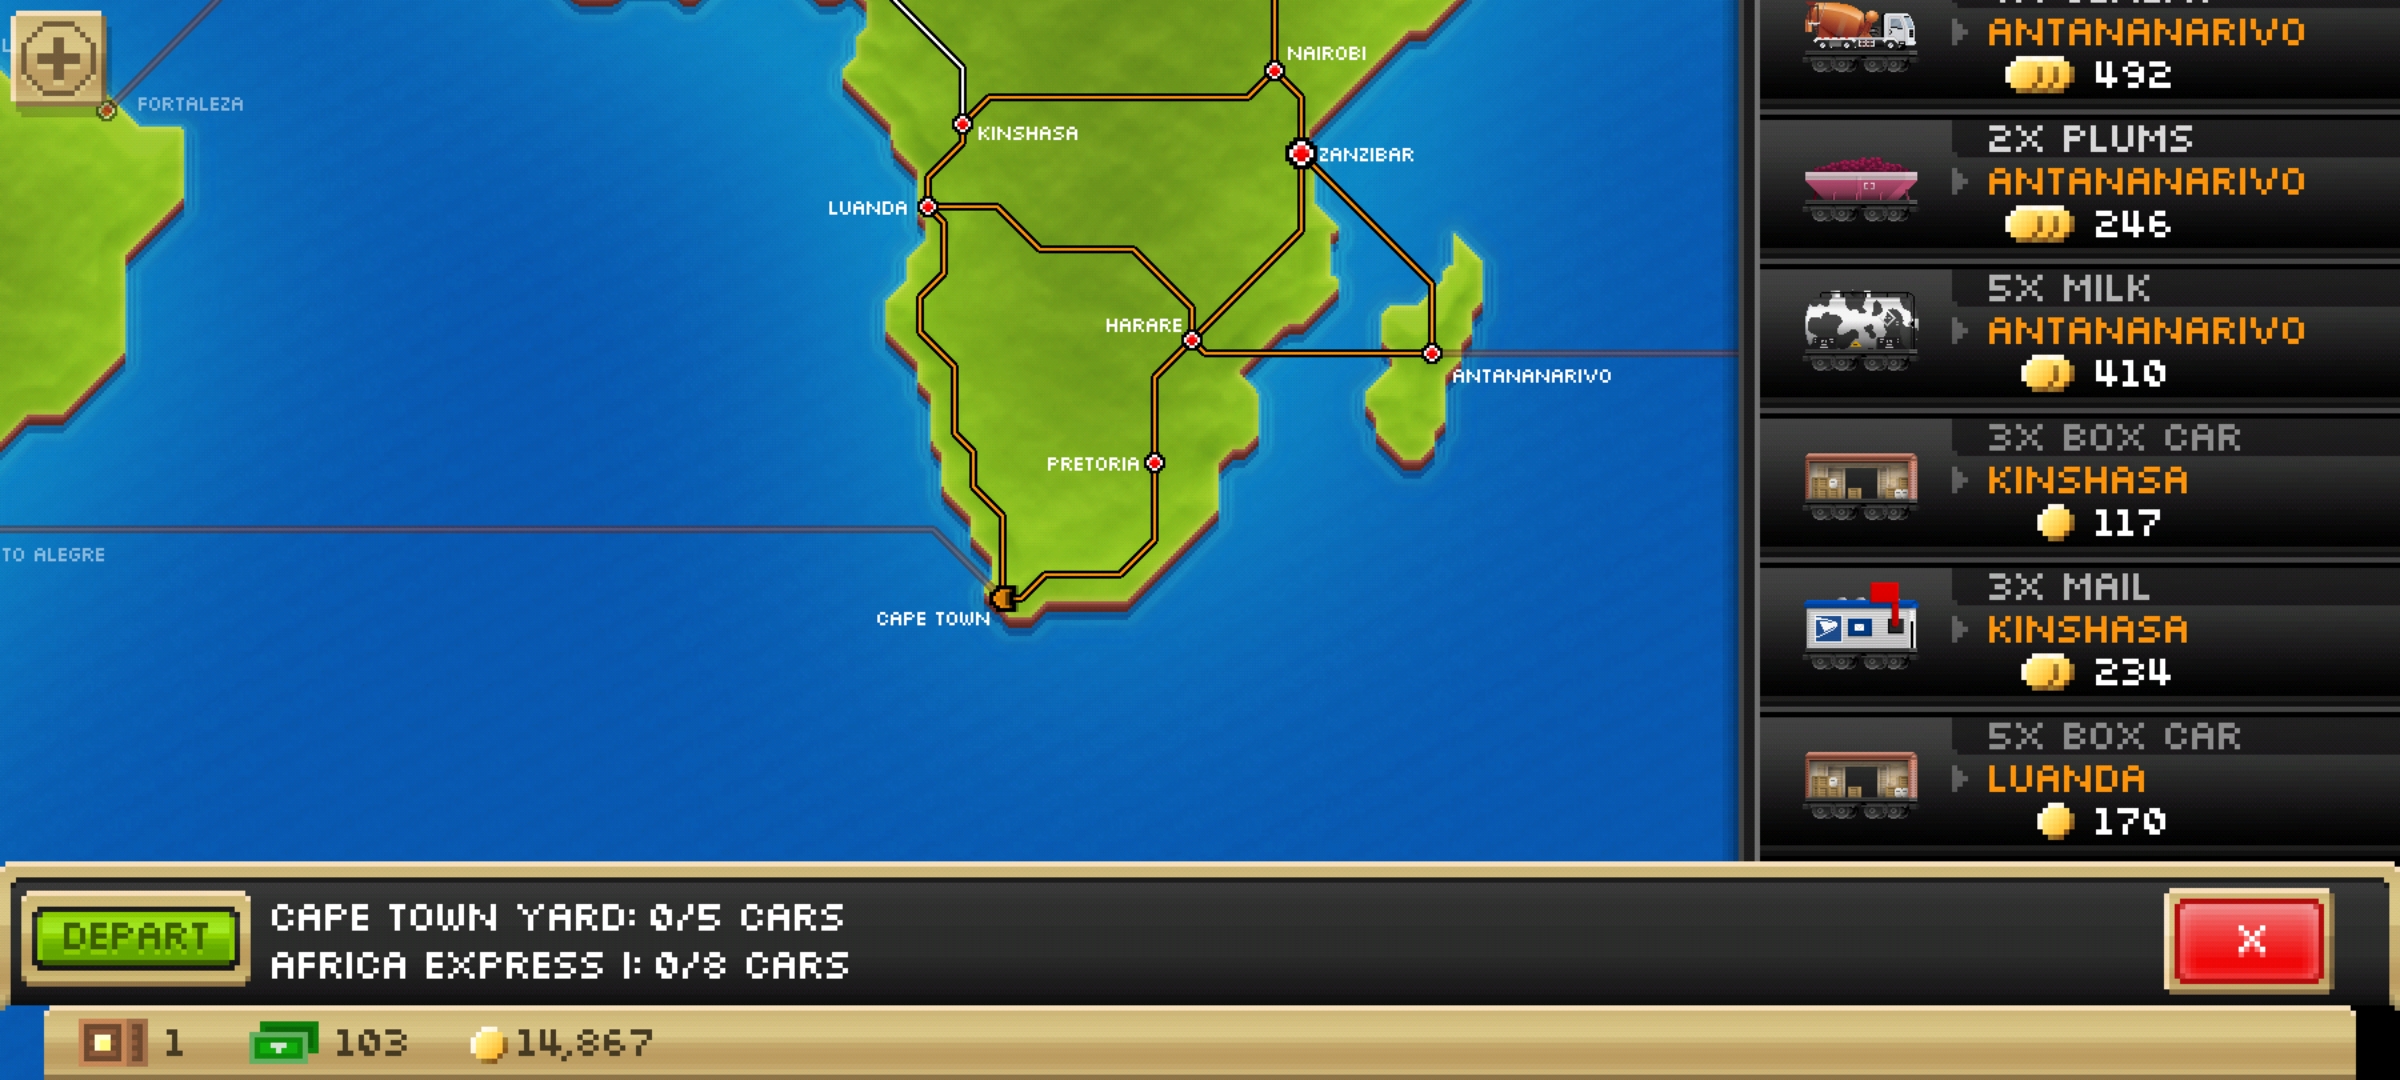 FORTALEZA
NAIROBI
KINSHASA
ZANZIBAR
LUANDA
HARARE
ANTANANARIVO
PRETORIA
TO ALEGRE
CAPE TOWN
ANTANANARIVO
492
2X PLUMS
ANTANANARIVO
246
5X MILK
ANTANANARIVO
410
3X BOX CAR
KINSHASA
117
3X MAIL
KINSHASA
234
5X BOX CAR
LUANDA
170
DEPART
CAPE TOWN YARD: 0/5 CARS
AFRICA EXPRESS I: 0/8 CARS
X
1
103
14,867